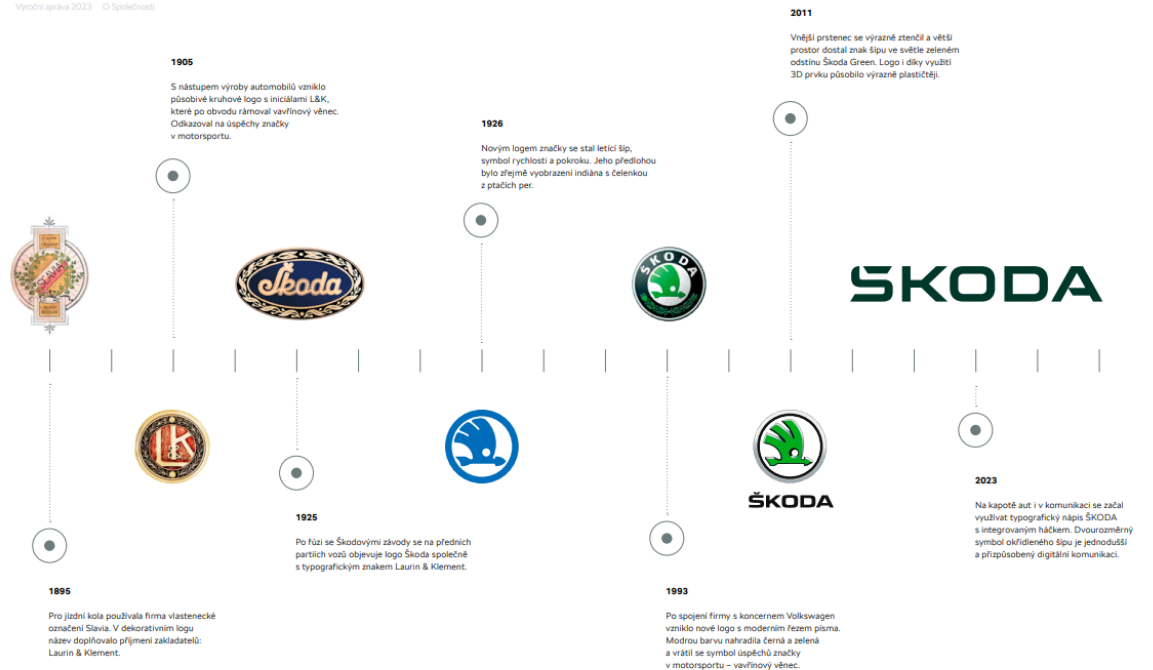 Výroční zpráva 2023 O Společnosti
2011
Vnější prstenec se výrazně ztenčil a větší
prostor dostal znak šípu ve světle zeleném
odstínu Škoda Green. Logo i díky využití
3D prvku působilo výrazně plastičtěji.
1905
S nástupem výroby automobilů vzniklo
působivé kruhové logo s iniciálami L&K,
které po obvodu rámoval vavřínový věnec.
Odkazoval na úspěchy značky
v motorsportu.
1926
Novým logem značky se stal letící šíp,
symbol rychlosti a pokroku. Jeho předlohou
bylo zřejmě vyobrazení indiána s čelenkou
z ptačích per.
SLAVIA
Škoda
ŠKODA
ŠKODA
L&K
ŠKODA
1925
Po fúzi se Škodovými závody se na předních
partiích vozů objevuje logo Škoda společně
s typografickým znakem Laurin & Klement.
2023
Na kapotě aut i v komunikaci se začal
využívat typografický nápis ŠKODA
s integrovaným háčkem. Dvourozměrný
symbol okřídleného šípu je jednodušší
a přizpůsobený digitální komunikaci.
1895
Pro jízdní kola používala firma vlastenecké
označení Slavia. V dekorativním logu
název doplňovalo příjmení zakladatelů:
Laurin & Klement.
1993
Po spojení firmy s koncernem Volkswagen
vzniklo nové logo s moderním řezem písma.
Modrou barvu nahradila černá a zelená
a vrátil se symbol úspěchů značky
v motorsportu – vavřínový věnec.